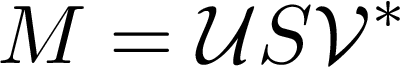 M = 𝒰S𝒱*